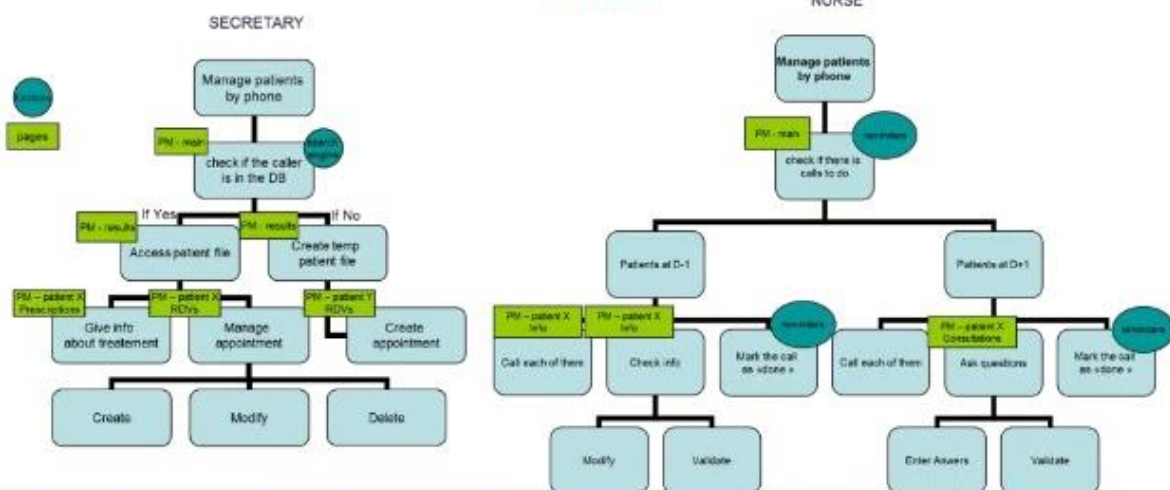 SECRETARY
NURSE
Manage patients
by phone
pages
PM - main
search
engine
check if the caller
is in the DB
If Yes
If No
PM - results
PM - results
Access patient file
Create temp
patient file
PM – patient X
Prescriptions
PM – patient X
RDVs
PM – patient Y
RDVs
Give info
about treatement
Manage
appointment
Create
appointment
Create
Modify
Delete
Manage patients
by phone
PM - main
reminders
check if there is
calls to do
Patients at D-1
Patients at D+1
PM – patient X
Info
PM – patient X
Info
reminders
Call each of them
Check info
Mark the call
as «done »
PM – patient X
Consultations
reminders
Call each of them
Ask questions
Mark the call
as «done »
Modify
Validate
Enter Anwers
Validate